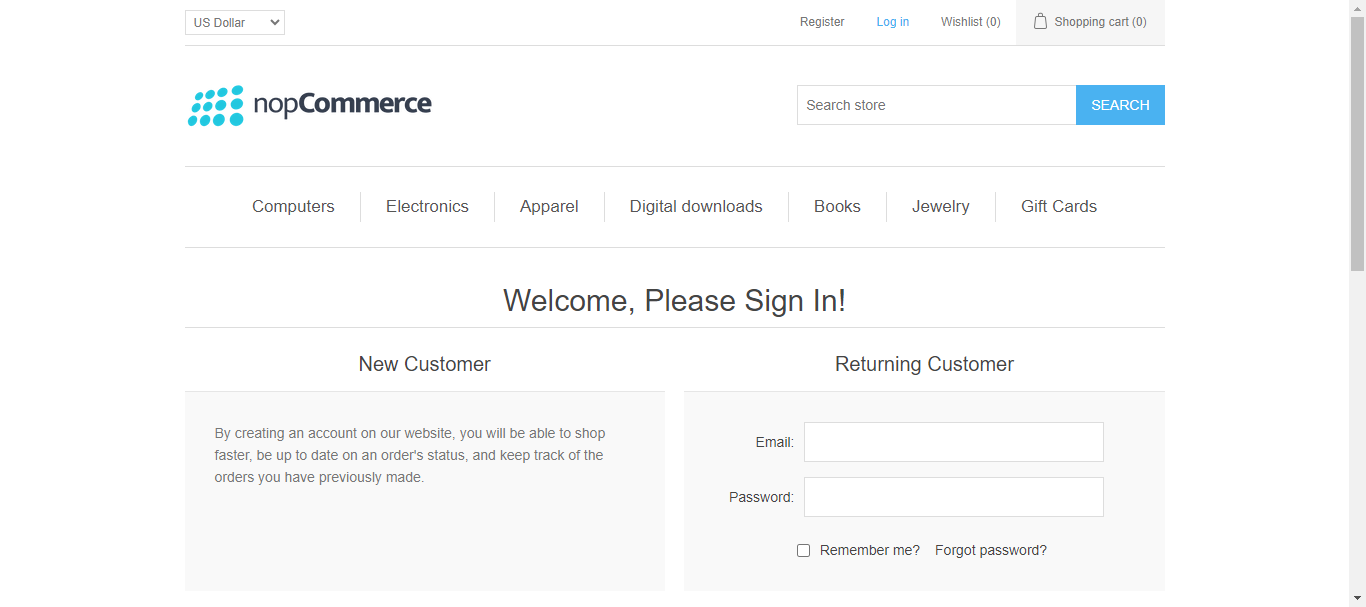 US Dollar
Register
Log in
Wishlist (0)
Shopping cart (0)
nopCommerce
Search store
SEARCH
Computers
Electronics
Apparel
Digital downloads
Books
Jewelry
Gift Cards
Welcome, Please Sign In!
New Customer
By creating an account on our website, you will be able to shop
faster, be up to date on an order's status, and keep track of the
orders you have previously made.
Returning Customer
Email:
Password:
Remember me?
Forgot password?